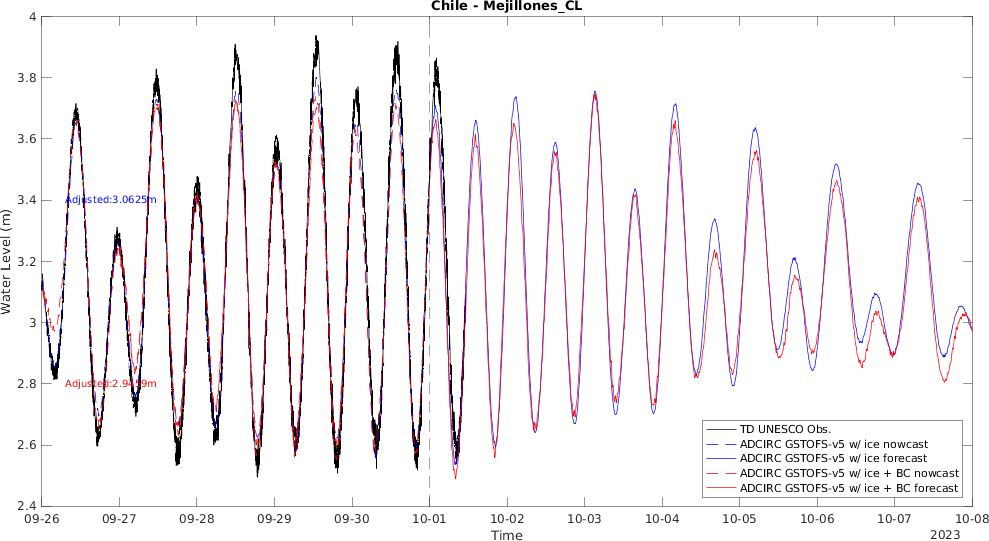 Chile - Mejillones_CL
4
3.8
3.6
3.4
3.2
3
2.8
2.6
2.4
Water Level (m)
Adjusted:3.0625m
Adjusted:2.9459m
TD UNESCO Obs.
ADCIRC GSTOFS-v5 w/ ice nowcast
ADCIRC GSTOFS-v5 w/ ice forecast
ADCIRC GSTOFS-v5 w/ ice + BC nowcast
ADCIRC GSTOFS-v5 w/ ice + BC forecast
09-26 09-27 09-28 09-29 09-30 10-01 10-02 10-03 10-04 10-05 10-06 10-07 10-08
Time
2023